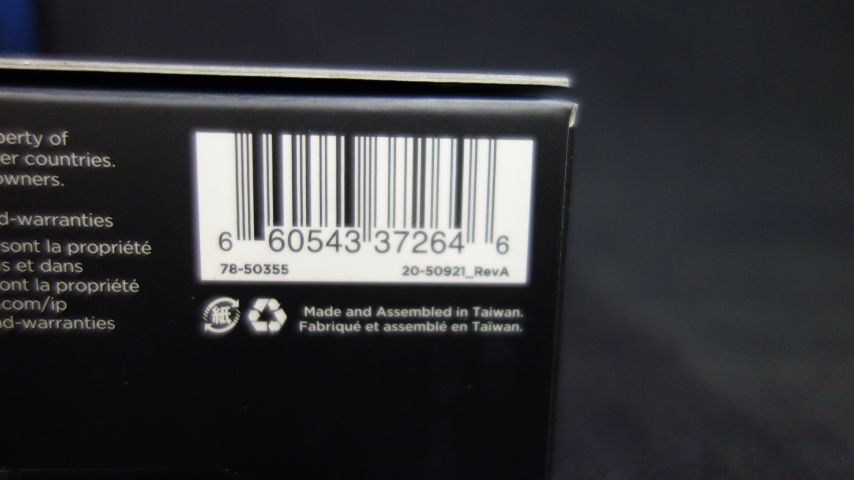 perty of
er countries.
owners.
d-warranties
sont la propriété
s et dans
ont la propriété
.com/ip
d-warranties
6 60543 37264 6
78-50355 20-50921_RevA
紙
Made and Assembled in Taiwan.
Fabriqué et assemblé en Taïwan.